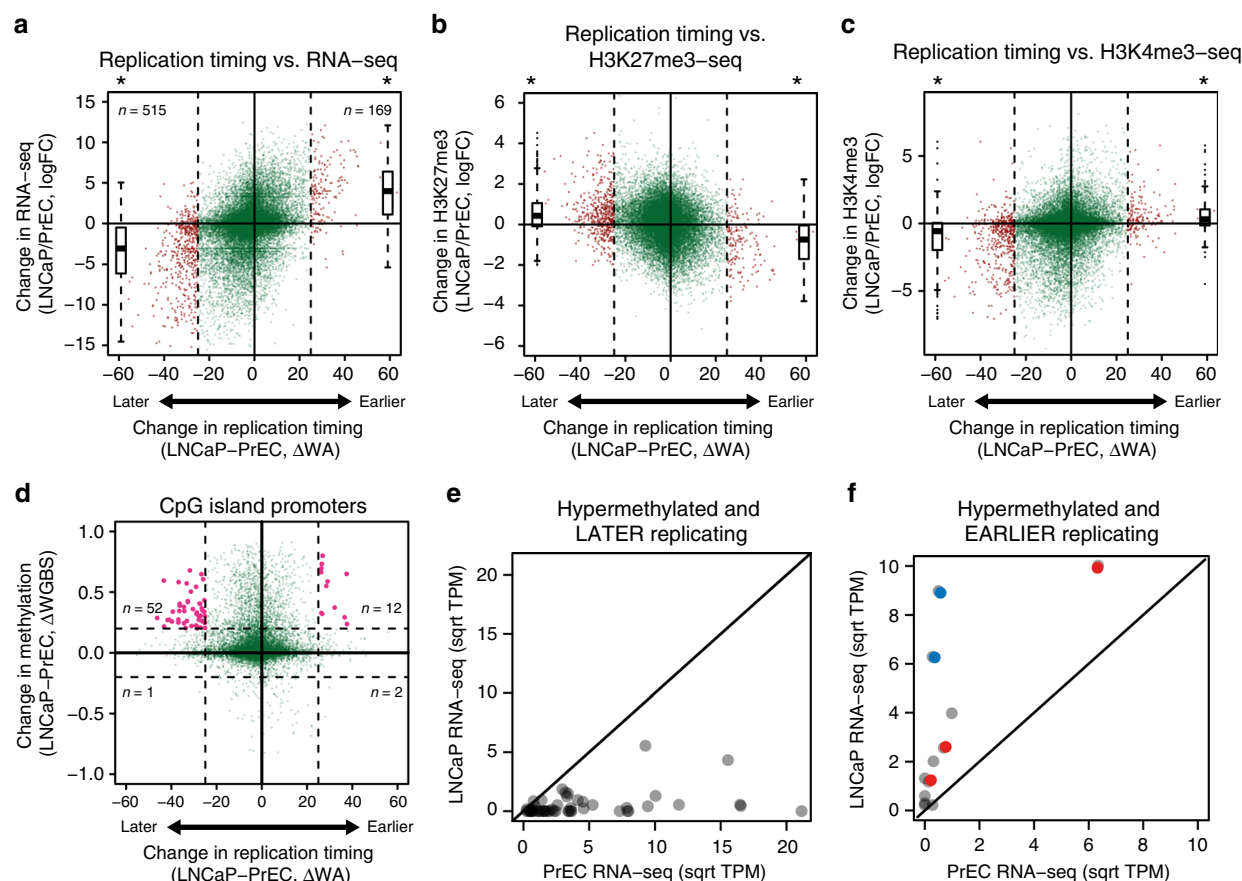 a
Replication timing vs. RNA–seq
* *
n = 515
n = 169
15
10
5
0
−5
−10
−15
Change in RNA–seq
(LNCaP/PrEC, logFC)
−60 −40 −20 0 20 40 60
Later Earlier
Change in replication timing
(LNCaP–PrEC, ΔWA)
b
Replication timing vs.
H3K27me3–seq
* *
6
4
2
0
−2
−4
−6
Change in H3K27me3
(LNCaP/PrEC, logFC)
−60 −40 −20 0 20 40 60
Later Earlier
Change in replication timing
(LNCaP–PrEC, ΔWA)
c
Replication timing vs. H3K4me3–seq
* *
5
0
−5
Change in H3K4me3
(LNCaP/PrEC, logFC)
−60 −40 −20 0 20 40 60
Later Earlier
Change in replication timing
(LNCaP–PrEC, ΔWA)
d
CpG island promoters
1.0
0.5
0.0
−0.5
−1.0
n = 52
n = 12
n = 1
n = 2
Change in methylation
(LNCaP–PrEC, ΔWGBS)
−60 −40 −20 0 20 40 60
Later Earlier
Change in replication timing
(LNCaP–PrEC, ΔWA)
e
Hypermethylated and
LATER replicating
20
15
10
5
0
LNCaP RNA–seq (sqrt TPM)
0 5 10 15 20
PrEC RNA–seq (sqrt TPM)
f
Hypermethylated and
EARLIER replicating
10
8
6
4
2
0
LNCaP RNA–seq (sqrt TPM)
0 2 4 6 8 10
PrEC RNA–seq (sqrt TPM)